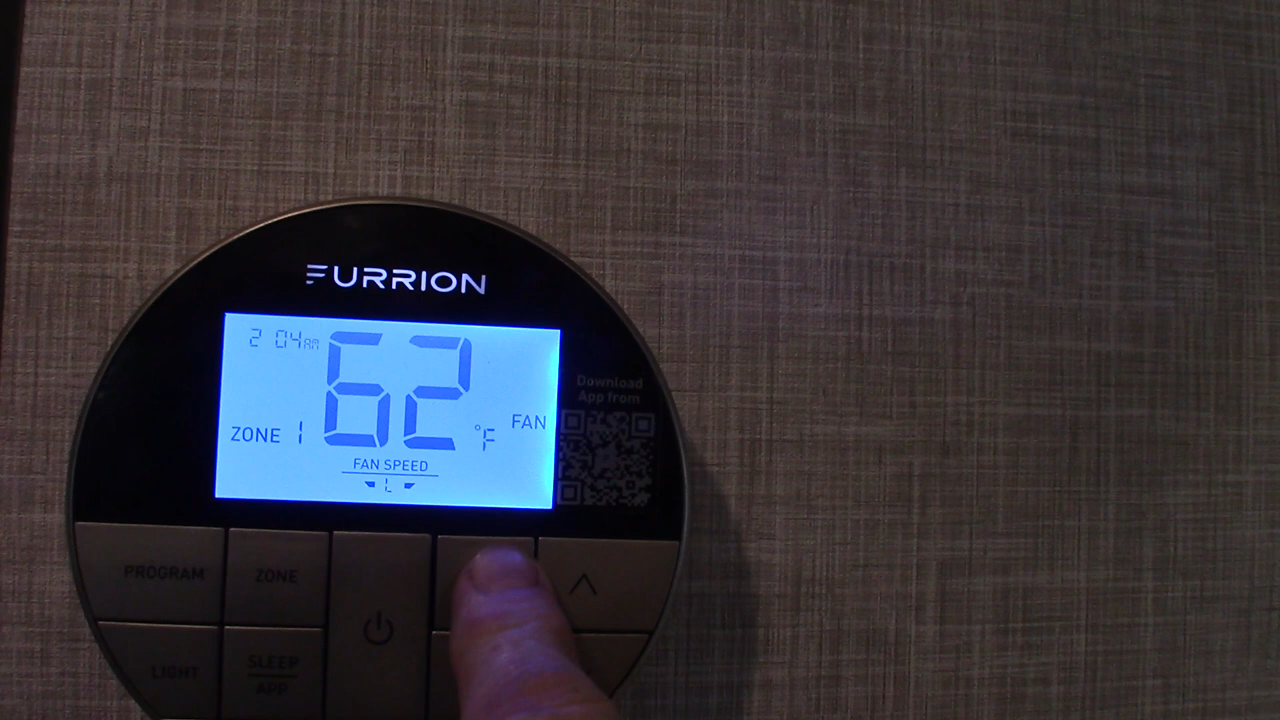 FURRION
2 04 AM
62 °F
ZONE 1
FAN
FAN SPEED
L
Download
App from
PROGRAM
ZONE
LIGHT
SLEEP
APP